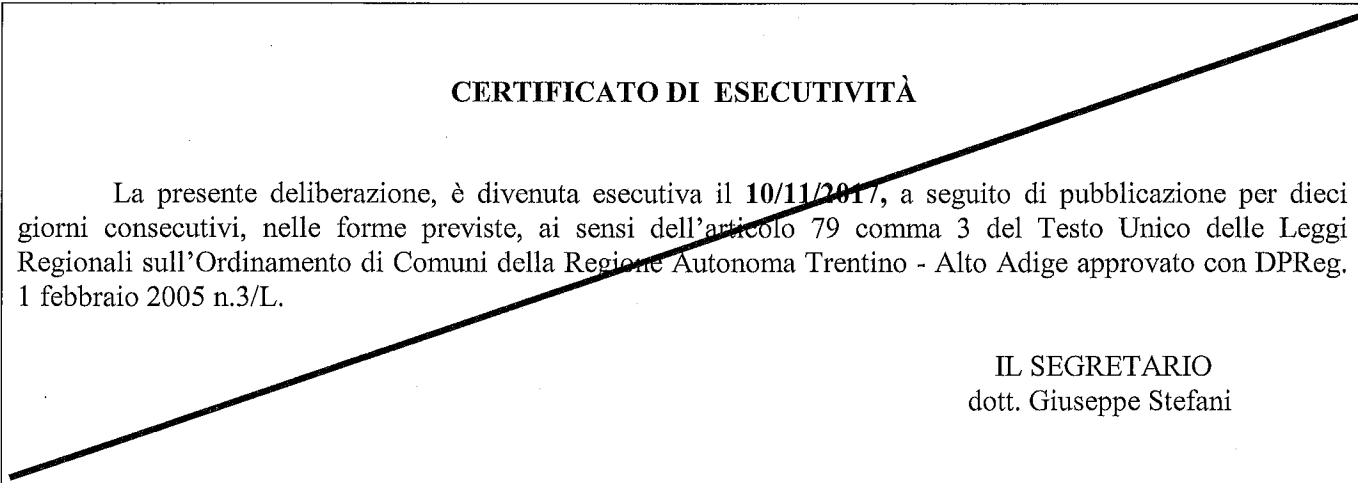 CERTIFICATO DI ESECUTIVITÀ
La presente deliberazione, è divenuta esecutiva il 10/11/2017, a seguito di pubblicazione per dieci
giorni consecutivi, nelle forme previste, ai sensi dell'articolo 79 comma 3 del Testo Unico delle Leggi
Regionali sull'Ordinamento di Comuni della Regione Autonoma Trentino - Alto Adige approvato con DPReg.
1 febbraio 2005 n.3/L.
IL SEGRETARIO
dott. Giuseppe Stefani